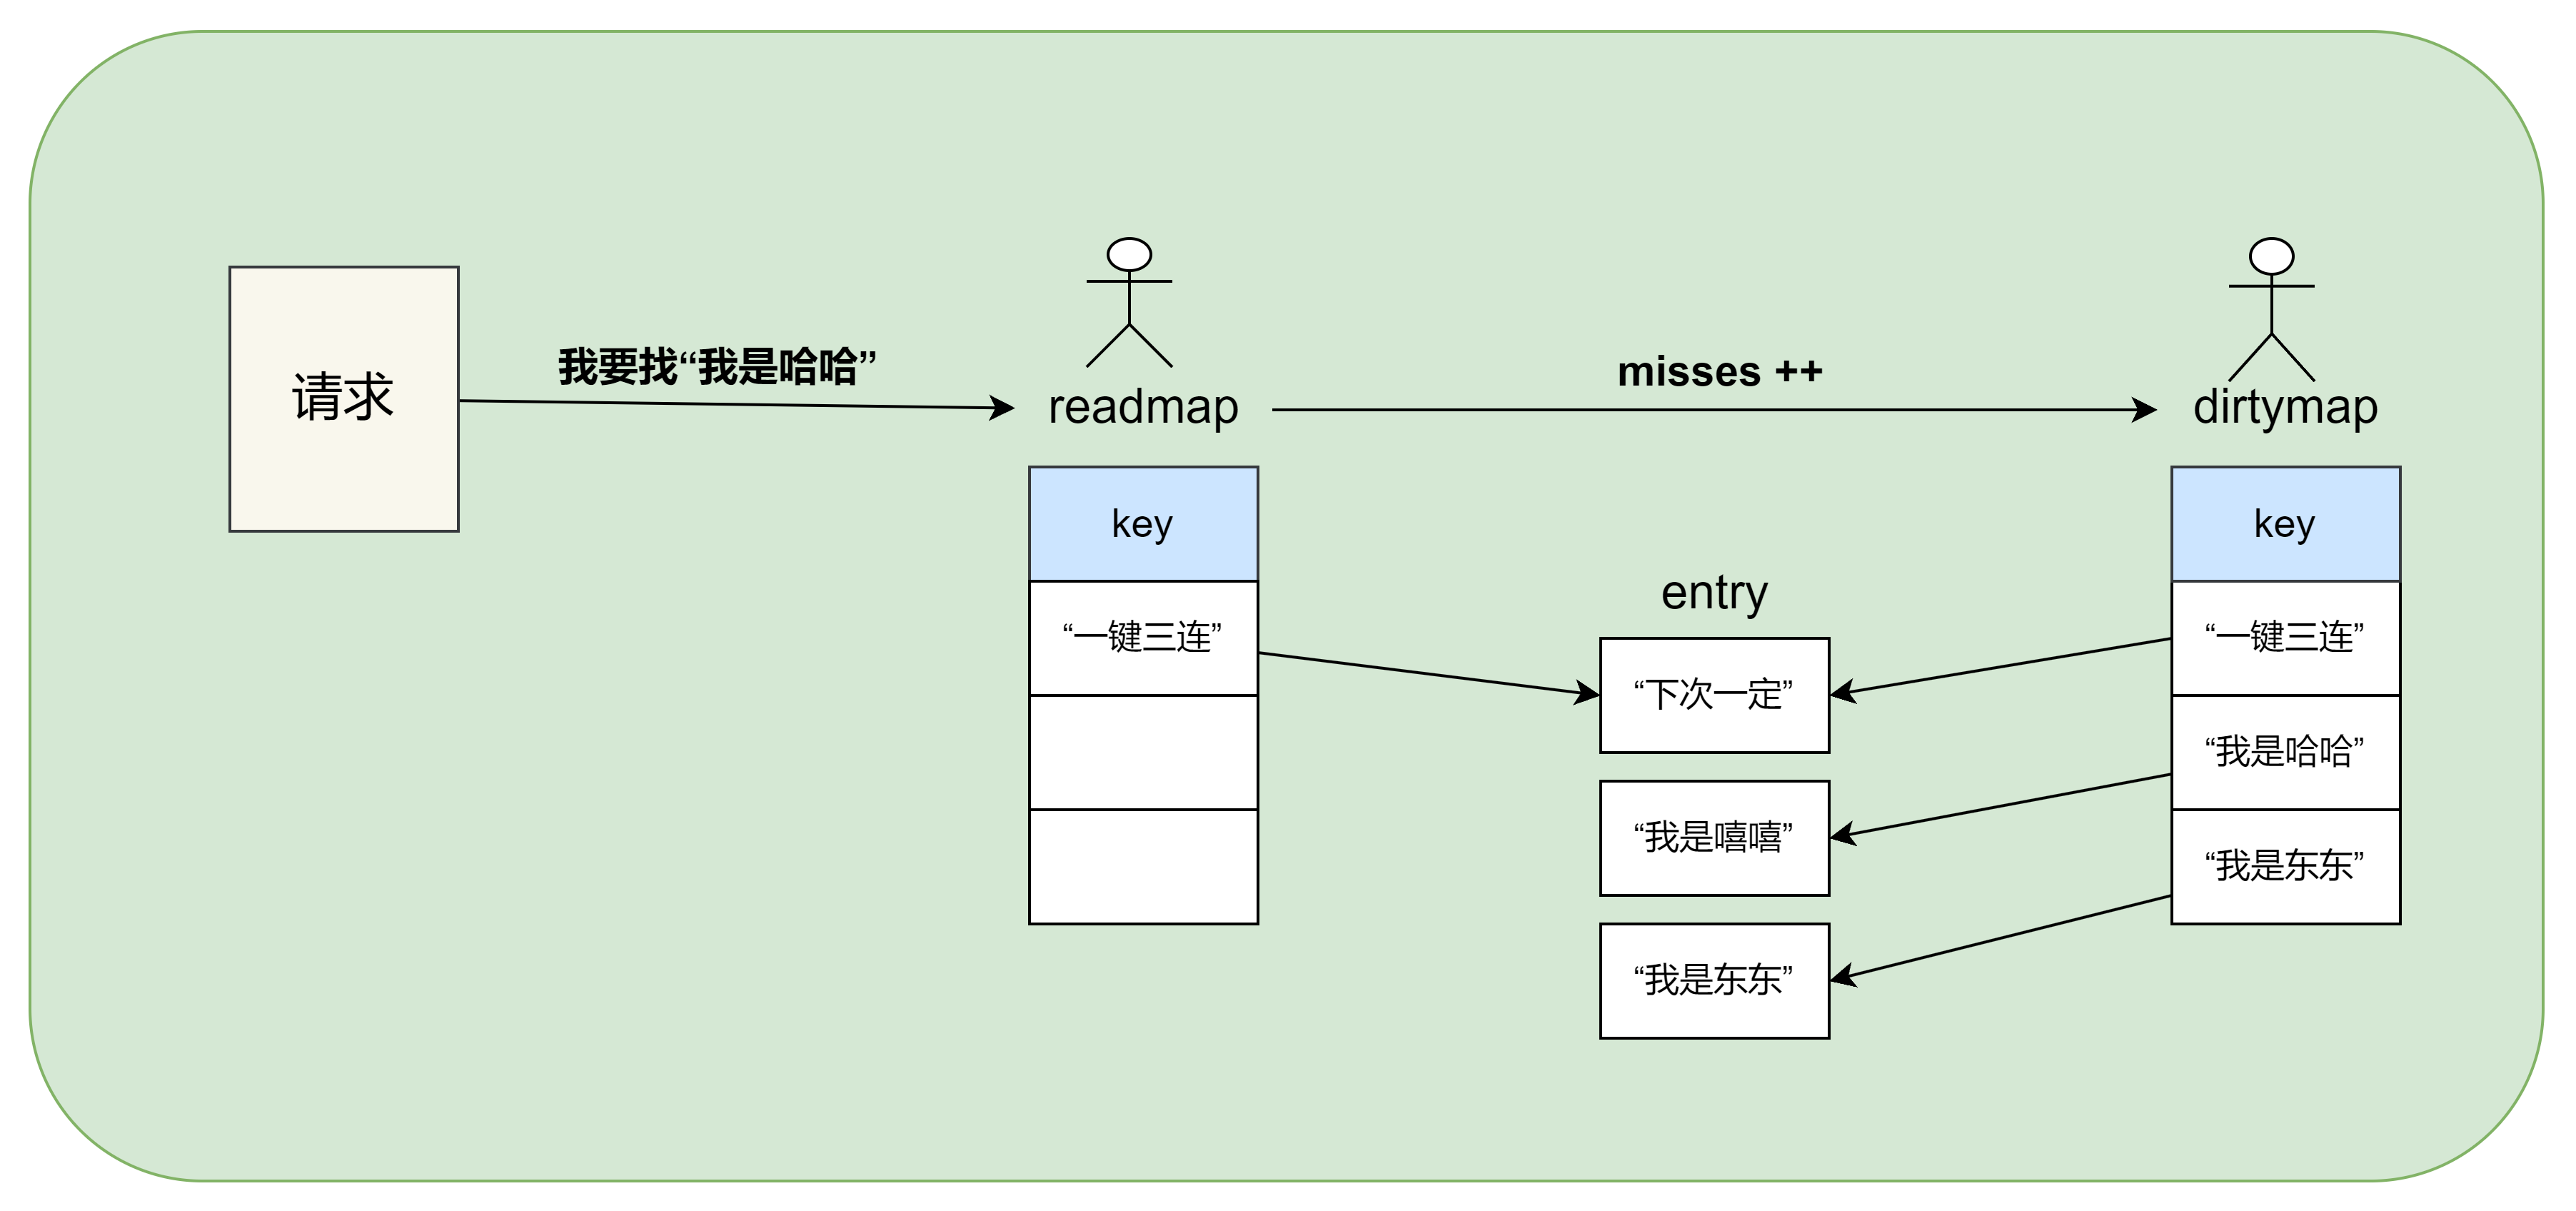 请求
我要找“我是哈哈”
readmap
misses ++
dirtymap
key
“一键三连”
entry
“下次一定”
“我是嘻嘻”
“我是东东”
key
“一键三连”
“我是哈哈”
“我是东东”